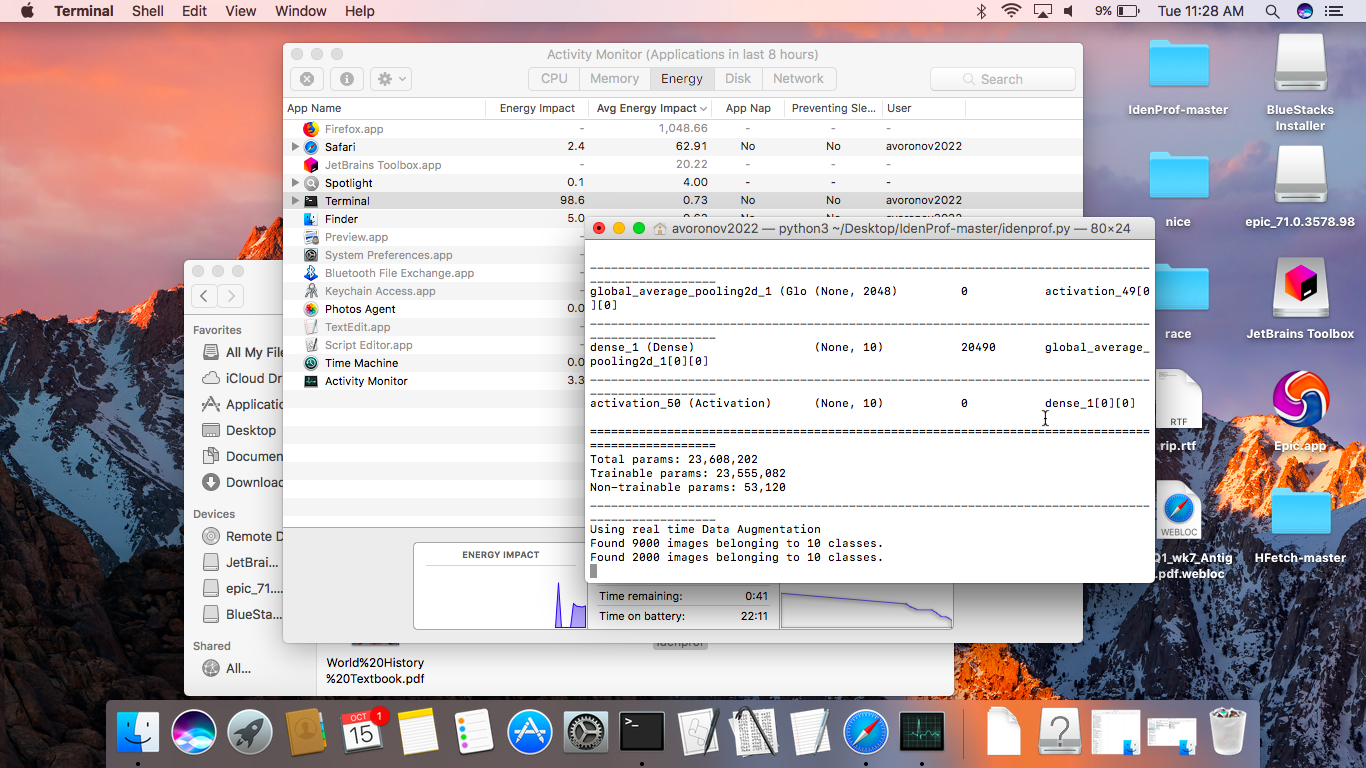 Terminal Shell Edit View Window Help 9% Tue 11:28 AM
Activity Monitor (Applications in last 8 hours)
CPU Memory Energy Disk Network Search
App Name Energy Impact Avg Energy Impact App Nap Preventing Sle... User
Firefox.app - 1,048.66 - - -
Safari 2.4 62.91 No No avoronov2022
JetBrains Toolbox.app - 20.22 - - -
Spotlight 0.1 4.00 - - -
Terminal 98.6 0.73 No No avoronov2022
Finder 5.0
Preview.app
System Preferences.app
Bluetooth File Exchange.app
Keychain Access.app
Photos Agent 0.0
TextEdit.app
Script Editor.app
Time Machine 0.0
Activity Monitor 3.3
ENERGY IMPACT
Time remaining: 0:41
Time on battery: 22:11
avoronov2022 — python3 ~/Desktop/IdenProf-master/idenprof.py — 80×24
global_average_pooling2d_1 (Glo (None, 2048) 0 activation_49[0
][0]
dense_1 (Dense) (None, 10) 20490 global_average_
pooling2d_1[0][0]
activation_50 (Activation) (None, 10) 0 dense_1[0][0]
Total params: 23,608,202
Trainable params: 23,555,082
Non-trainable params: 53,120
Using real time Data Augmentation
Found 9000 images belonging to 10 classes.
Found 2000 images belonging to 10 classes.
Favorites
All My File
iCloud Dr
Applicatio
Desktop
Documen
Downloac
Devices
Remote D
JetBrai...
epic_71....
BlueSta...
Shared
All...
World%20History
%20Textbook.pdf
idenprof
IdenProf-master
BlueStacks
Installer
nice
epic_71.0.3578.98
race
JetBrains Toolbox
RTF
rip.rtf
Epic.app
WEBLOC
Q1_wk7_Antig
.pdf.webloc
HFetch-master
OCT
15
1